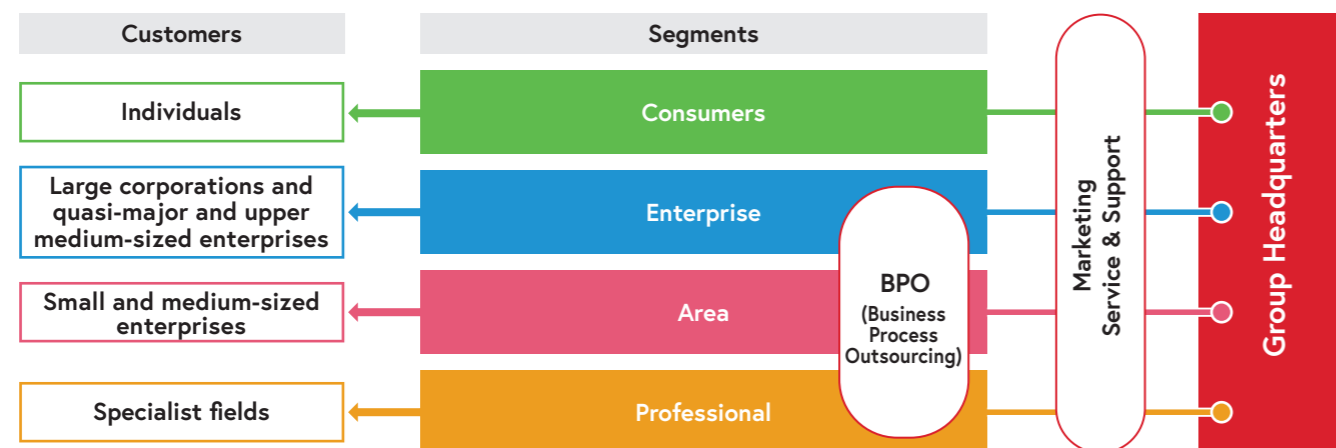 Customers
Segments
Individuals
Consumers
Large corporations and
quasi-major and upper
medium-sized enterprises
Enterprise
Small and medium-sized
enterprises
Area
Specialist fields
Professional
BPO
(Business
Process
Outsourcing)
Marketing
Service & Support
Group Headquarters